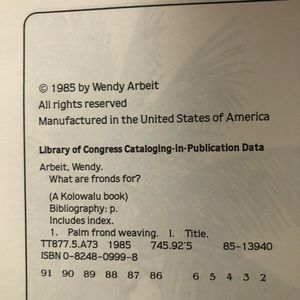 © 1985 by Wendy Arbeit
All rights reserved
Manufactured in the United States of America
Library of Congress Cataloging-in-Publication Data
Arbeit, Wendy.
What are fronds for?
(A Kolowalu book)
Bibliography: p.
Includes index.
1. Palm frond weaving. I. Title.
TT877.5.A73 1985 745.92'5 85-13940
ISBN 0-8248-0999-8
91 90 89 88 87 86 6 5 4 3 2